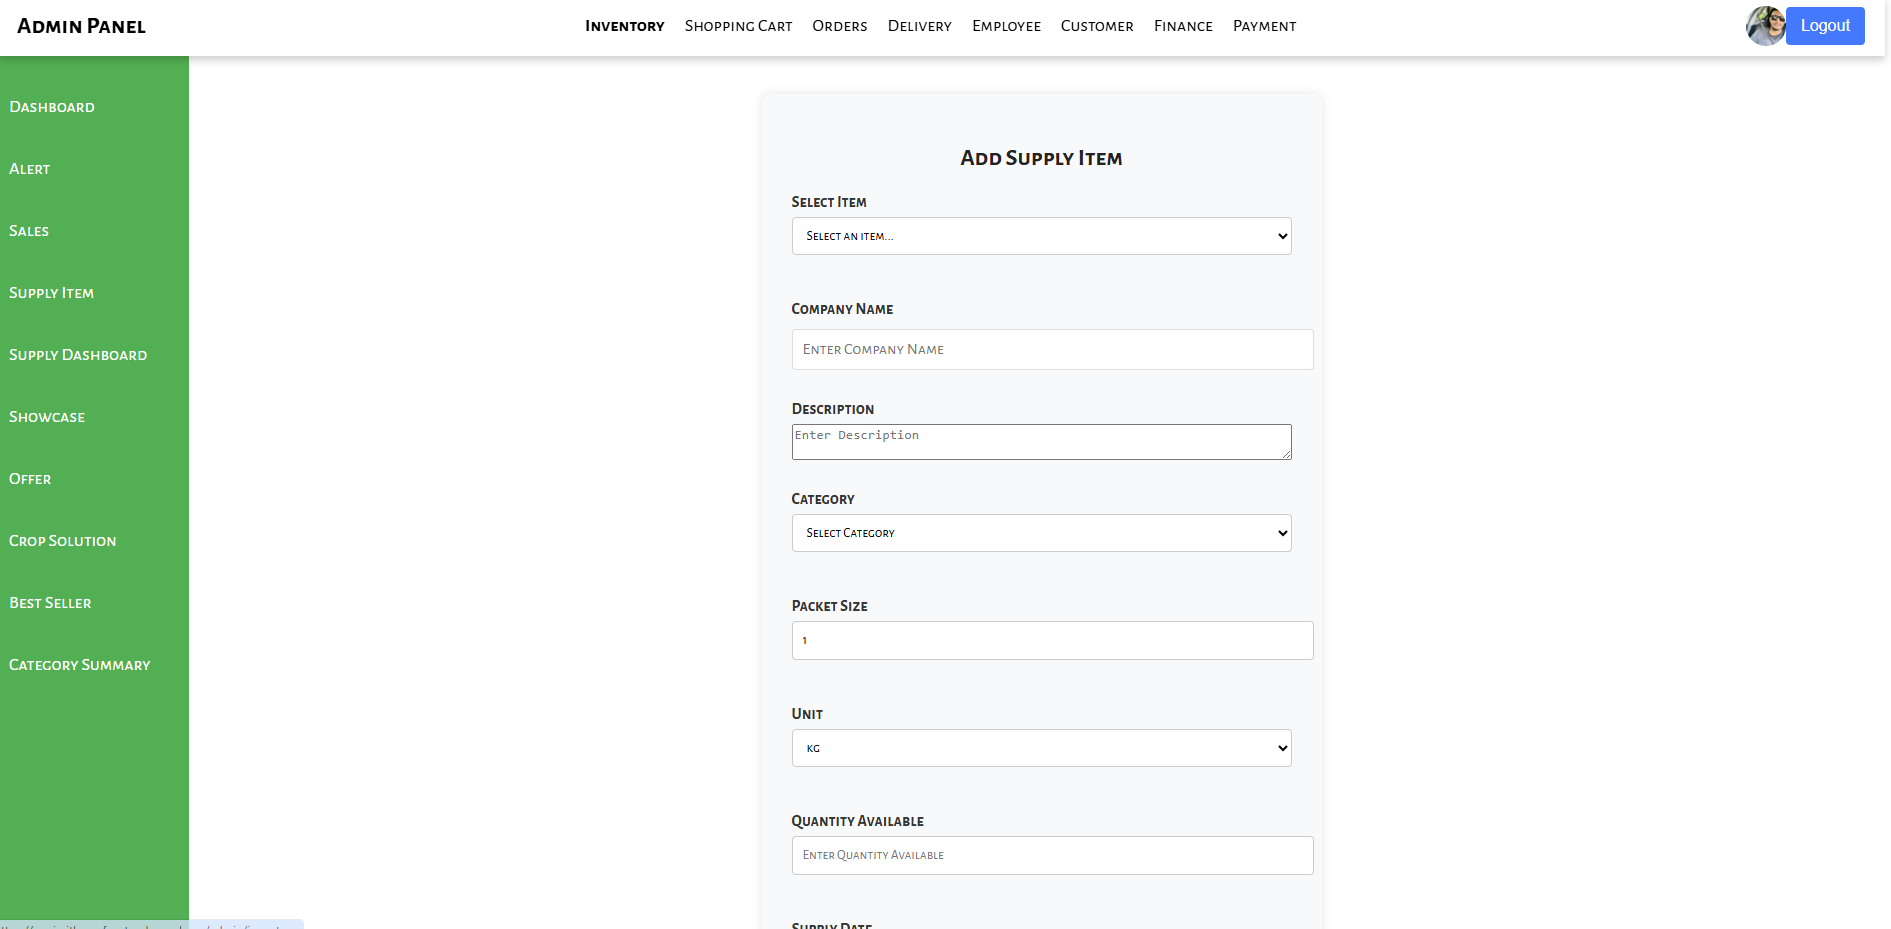 Admin Panel
Inventory Shopping Cart Orders Delivery Employee Customer Finance Payment
Logout
Dashboard
Alert
Sales
Supply Item
Supply Dashboard
Showcase
Offer
Crop Solution
Best Seller
Category Summary
Add Supply Item
Select Item
Select an item...
Company Name
Enter Company Name
Description
Enter Description
Category
Select Category
Packet Size
1
Unit
kg
Quantity Available
Enter Quantity Available
Supply Date